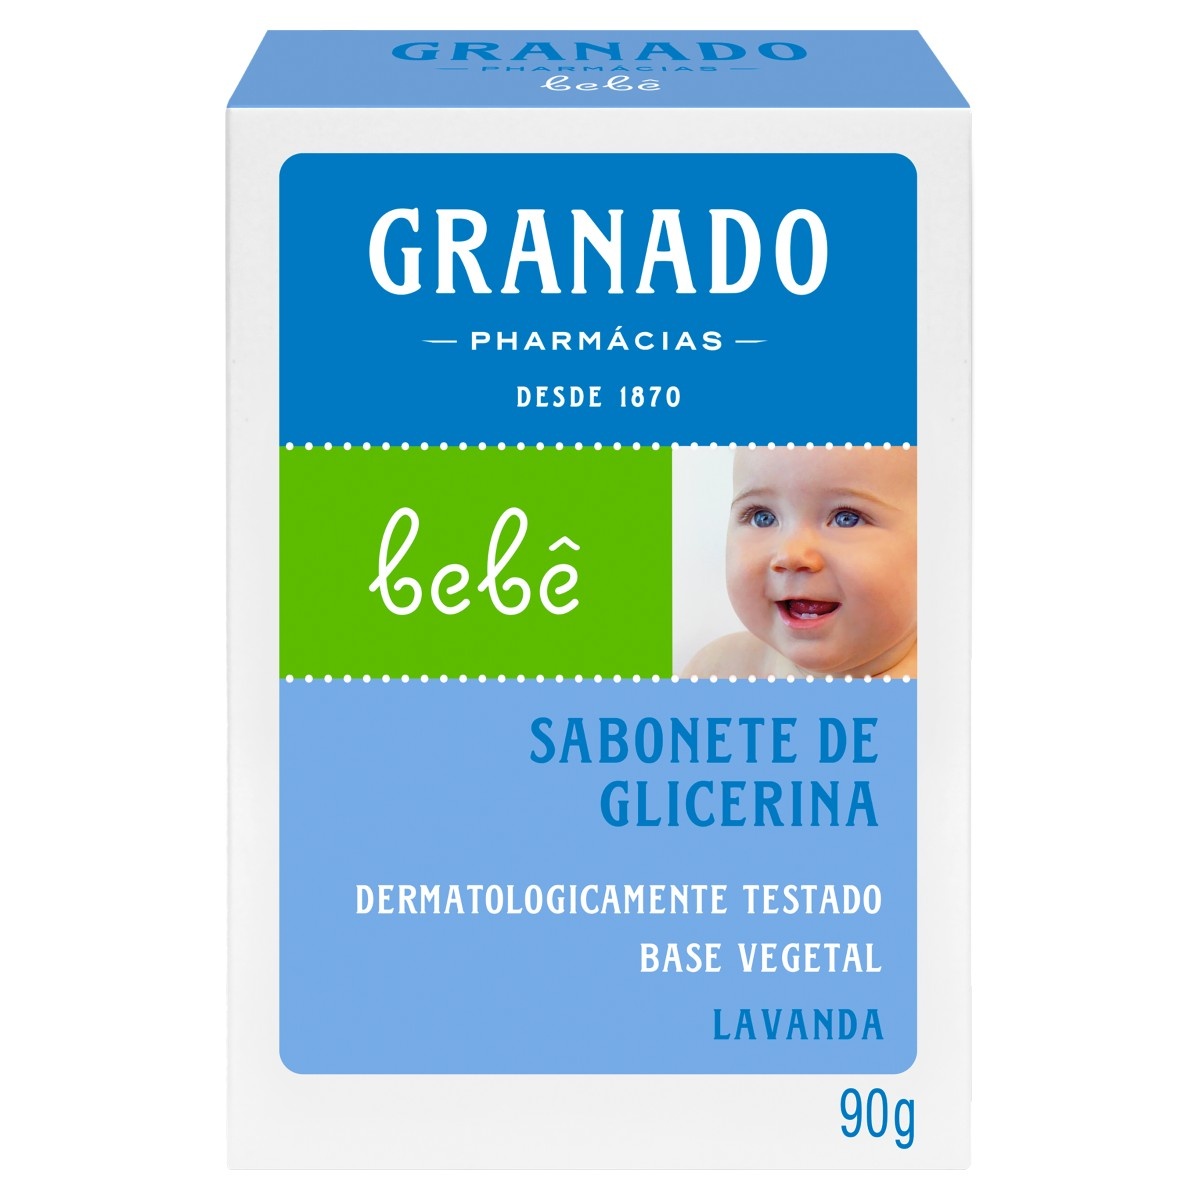 GRANADO
PHARMÁCIAS
bebê
GRANADO
PHARMÁCIAS
DESDE 1870
bebê
SABONETE DE
GLICERINA
DERMATOLOGICAMENTE TESTADO
BASE VEGETAL
LAVANDA
90g